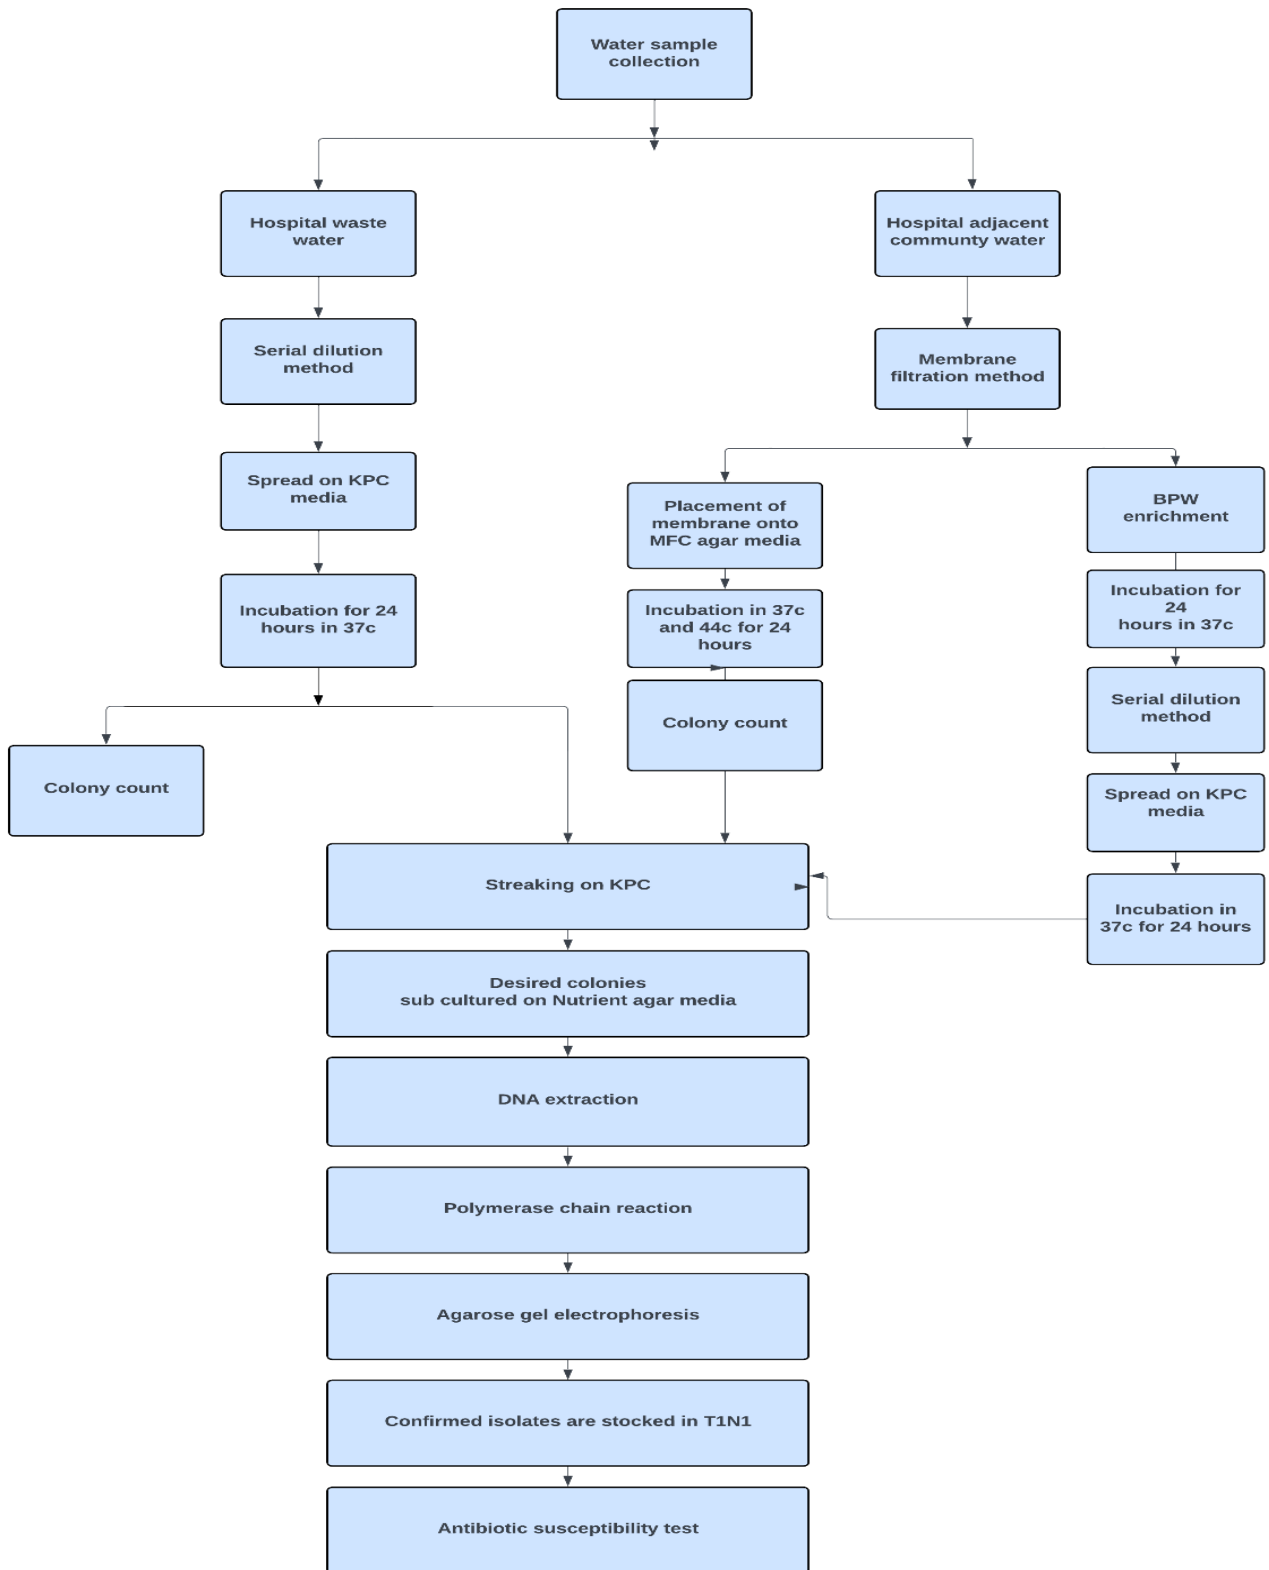 Water sample
collection
Hospital waste
water
Hospital adjacent
communty water
Serial dilution
method
Membrane
filtration method
Spread on KPC
media
Placement of
membrane onto
MFC agar media
BPW
enrichment
Incubation for 24
hours in 37c
Incubation in 37c
and 44c for 24
hours
Incubation for
24
hours in 37c
Colony count
Colony count
Serial dilution
method
Spread on KPC
media
Streaking on KPC
Incubation in
37c for 24 hours
Desired colonies
sub cultured on Nutrient agar media
DNA extraction
Polymerase chain reaction
Agarose gel electrophoresis
Confirmed isolates are stocked in T1N1
Antibiotic susceptibility test